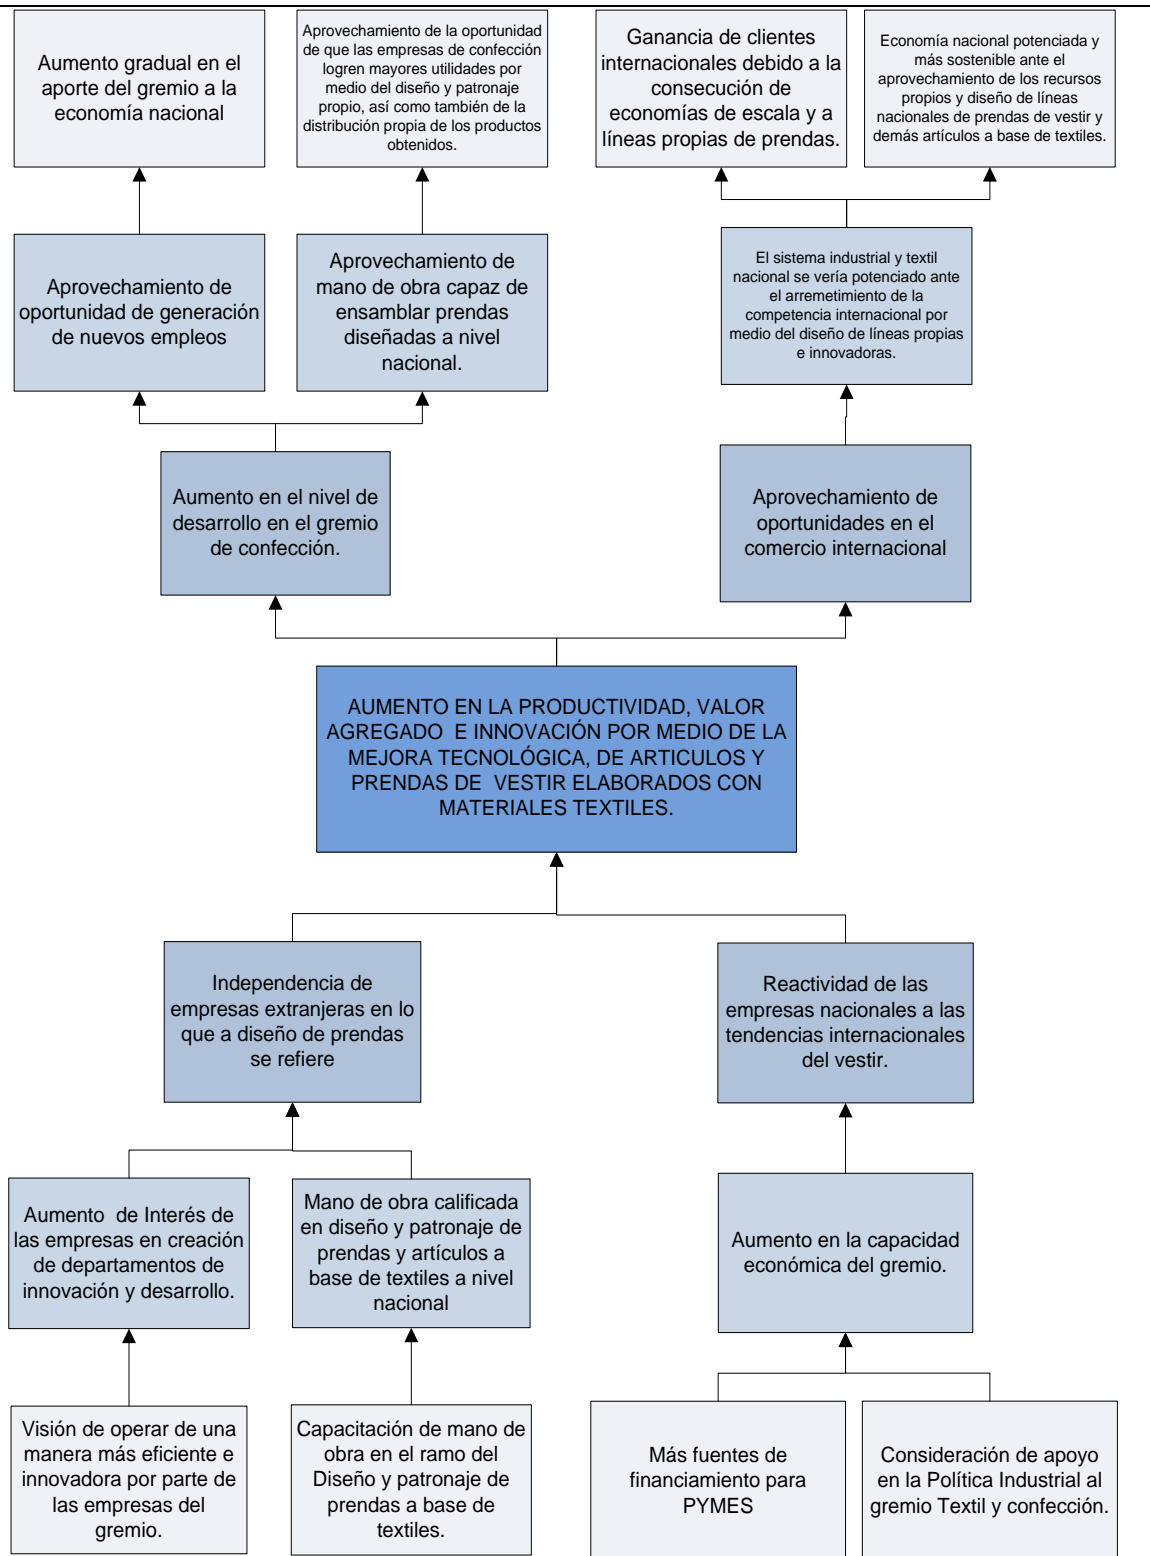 Aumento gradual en el
aporte del gremio a la
economía nacional
Aprovechamiento de la oportunidad
de que las empresas de confección
logren mayores utilidades por
medio del diseño y patronaje
propio, así como también de la
distribución propia de los productos
obtenidos.
Ganancia de clientes
internacionales debido a la
consecución de
economías de escala y a
líneas propias de prendas.
Economía nacional potenciada y
más sostenible ante el
aprovechamiento de los recursos
propios y diseño de líneas
nacionales de prendas de vestir y
demás artículos a base de textiles.
Aprovechamiento de
oportunidad de generación
de nuevos empleos
Aprovechamiento de
mano de obra capaz de
ensamblar prendas
diseñadas a nivel
nacional.
El sistema industrial y textil
nacional se vería potenciado ante
el arremetimiento de la
competencia internacional por
medio del diseño de líneas propias
e innovadoras.
Aumento en el nivel de
desarrollo en el gremio
de confección.
Aprovechamiento de
oportunidades en el
comercio internacional
AUMENTO EN LA PRODUCTIVIDAD, VALOR
AGREGADO  E INNOVACIÓN POR MEDIO DE LA
MEJORA TECNOLÓGICA, DE ARTICULOS Y
PRENDAS DE  VESTIR ELABORADOS CON
MATERIALES TEXTILES.
Independencia de
empresas extranjeras en lo
que a diseño de prendas
se refiere
Reactividad de las
empresas nacionales a las
tendencias internacionales
del vestir.
Aumento  de Interés de
las empresas en creación
de departamentos de
innovación y desarrollo.
Mano de obra calificada
en diseño y patronaje de
prendas y artículos a
base de textiles a nivel
nacional
Aumento en la capacidad
económica del gremio.
Visión de operar de una
manera más eficiente e
innovadora por parte de
las empresas del
gremio.
Capacitación de mano de
obra en el ramo del
Diseño y patronaje de
prendas a base de
textiles.
Más fuentes de
financiamiento para
PYMES
Consideración de apoyo
en la Política Industrial al
gremio Textil y confección.